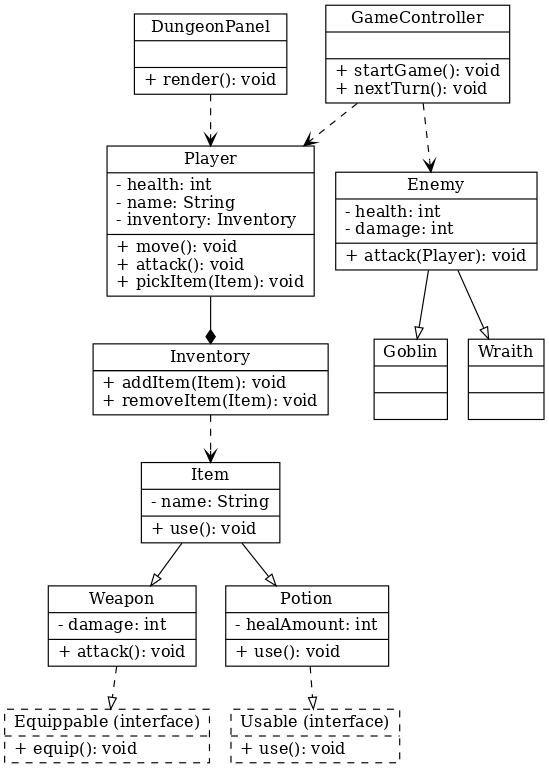 DungeonPanel
+ render(): void
GameController
+ startGame(): void
+ nextTurn(): void
Player
- health: int
- name: String
- inventory: Inventory
+ move(): void
+ attack(): void
+ pickItem(Item): void
Enemy
- health: int
- damage: int
+ attack(Player): void
Inventory
+ addItem(Item): void
+ removeItem(Item): void
Goblin
Wraith
Item
- name: String
+ use(): void
Weapon
- damage: int
+ attack(): void
Potion
- healAmount: int
+ use(): void
Equippable (interface)
+ equip(): void
Usable (interface)
+ use(): void